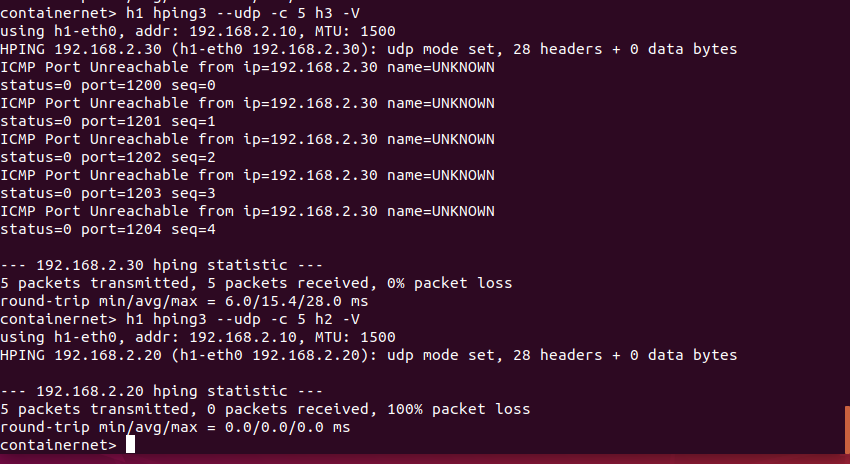 containernet> h1 hping3 --udp -c 5 h3 -V
using h1-eth0, addr: 192.168.2.10, MTU: 1500
HPING 192.168.2.30 (h1-eth0 192.168.2.30): udp mode set, 28 headers + 0 data bytes
ICMP Port Unreachable from ip=192.168.2.30 name=UNKNOWN
status=0 port=1200 seq=0
ICMP Port Unreachable from ip=192.168.2.30 name=UNKNOWN
status=0 port=1201 seq=1
ICMP Port Unreachable from ip=192.168.2.30 name=UNKNOWN
status=0 port=1202 seq=2
ICMP Port Unreachable from ip=192.168.2.30 name=UNKNOWN
status=0 port=1203 seq=3
ICMP Port Unreachable from ip=192.168.2.30 name=UNKNOWN
status=0 port=1204 seq=4

--- 192.168.2.30 hping statistic ---
5 packets transmitted, 5 packets received, 0% packet loss
round-trip min/avg/max = 6.0/15.4/28.0 ms
containernet> h1 hping3 --udp -c 5 h2 -V
using h1-eth0, addr: 192.168.2.10, MTU: 1500
HPING 192.168.2.20 (h1-eth0 192.168.2.20): udp mode set, 28 headers + 0 data bytes

--- 192.168.2.20 hping statistic ---
5 packets transmitted, 0 packets received, 100% packet loss
round-trip min/avg/max = 0.0/0.0/0.0 ms
containernet>